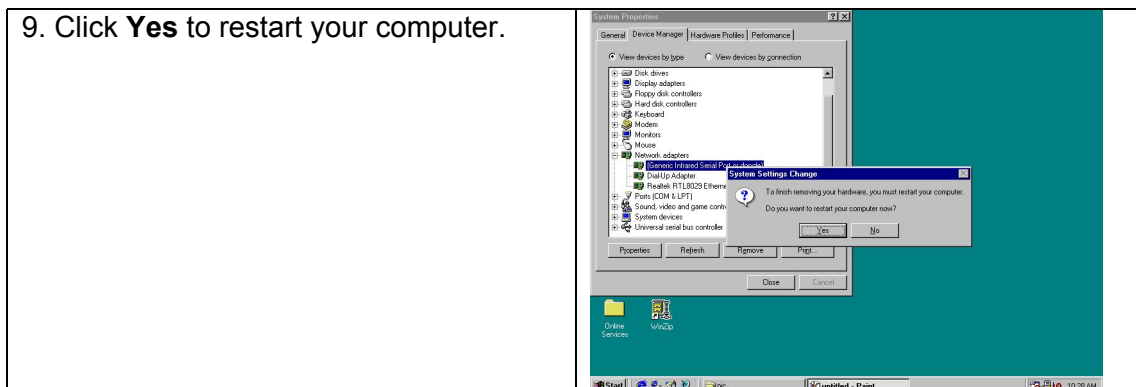 9. Click Yes to restart your computer.
System Properties
General Device Manager Hardware Profiles Performance
View devices by type View devices by connection
Disk drives
Display adapters
Floppy disk controllers
Hard disk controllers
Keyboard
Modem
Monitors
Mouse
Network adapters
(Generic Infrared Serial Port or dongle)
Dial-Up Adapter
Realtek RTL8029 Etherne
Ports (COM & LPT)
Sound, video and game contr
System devices
Universal serial bus controller
Properties Refresh Remove Print...
Close Cancel
System Settings Change
To finish removing your hardware, you must restart your computer.
Do you want to restart your computer now?
Yes No
Online Services
WinZip
Start untitled - Paint 10:28 AM